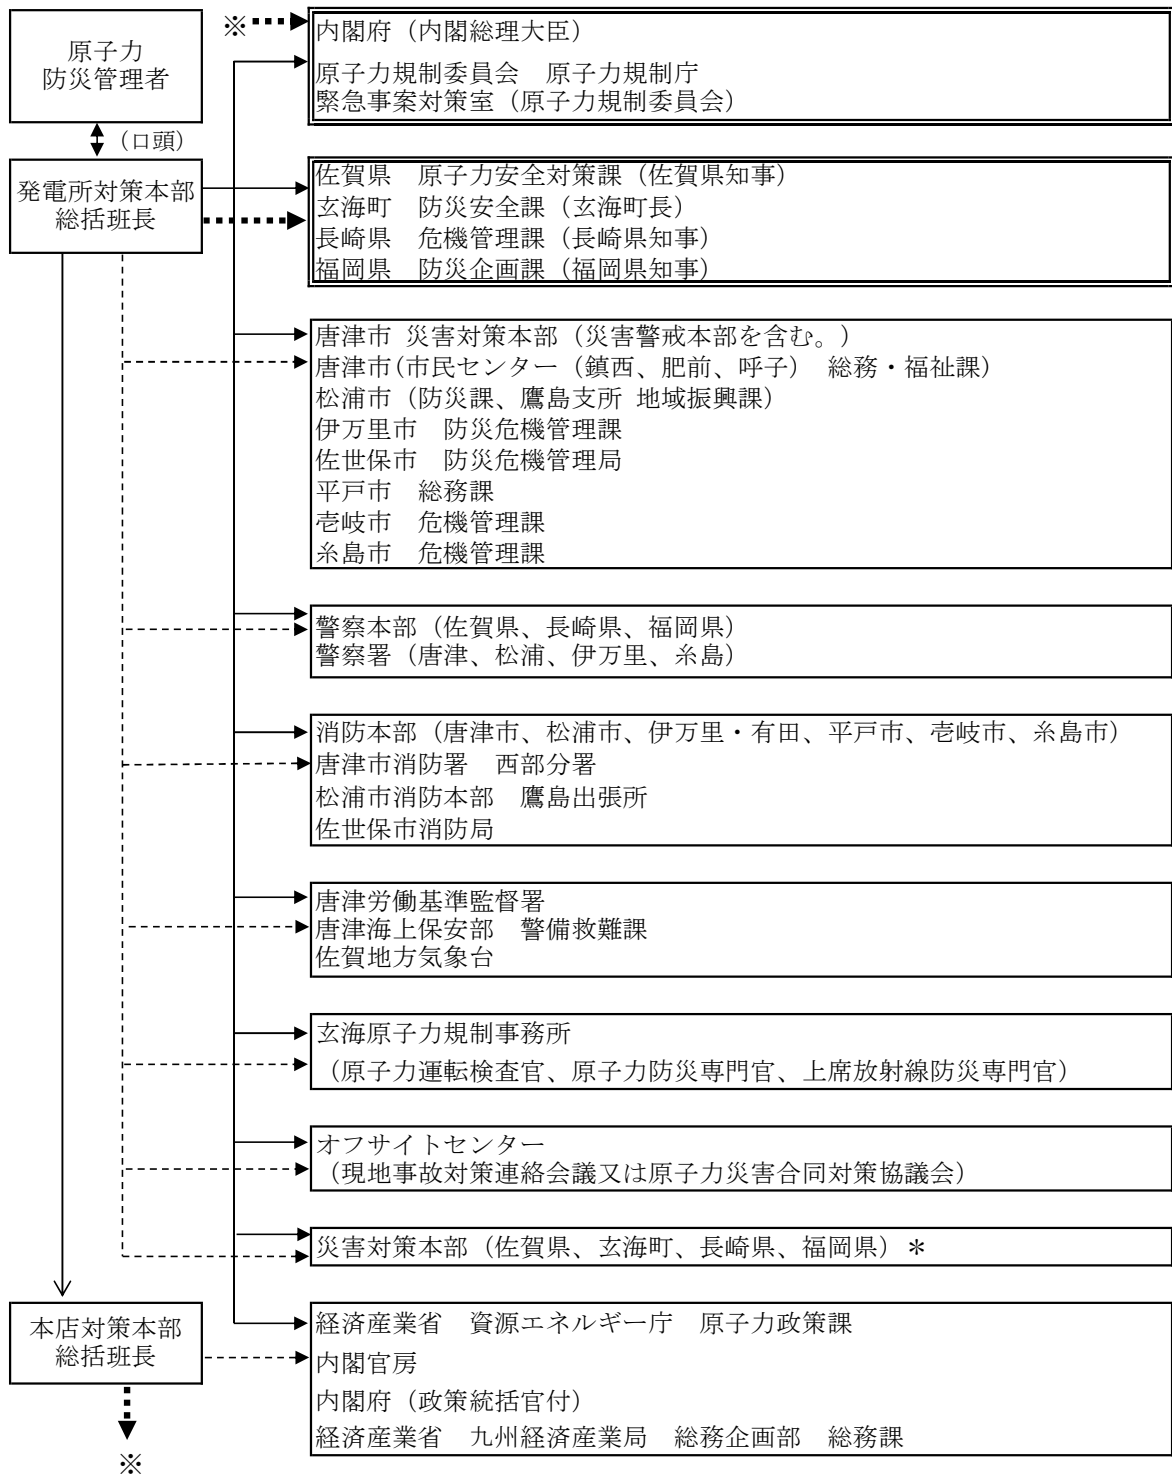 原子力
防災管理者
(口頭)
発電所対策本部
総括班長
※
内閣府（内閣総理大臣）
原子力規制委員会　原子力規制庁
緊急事案対策室（原子力規制委員会）
佐賀県　原子力安全対策課（佐賀県知事）
玄海町　防災安全課（玄海町長）
長崎県　危機管理課（長崎県知事）
福岡県　防災企画課（福岡県知事）
唐津市 災害対策本部（災害警戒本部を含む。）
唐津市(市民センター（鎮西、肥前、呼子）　総務・福祉課)
松浦市（防災課、鷹島支所 地域振興課）
伊万里市　防災危機管理課
佐世保市　防災危機管理局
平戸市　総務課
壱岐市　危機管理課
糸島市　危機管理課
警察本部（佐賀県、長崎県、福岡県）
警察署（唐津、松浦、伊万里、糸島）
消防本部（唐津市、松浦市、伊万里・有田、平戸市、壱岐市、糸島市）
唐津市消防署　西部分署
松浦市消防本部　鷹島出張所
佐世保市消防局
唐津労働基準監督署
唐津海上保安部　警備救難課
佐賀地方気象台
玄海原子力規制事務所
（原子力運転検査官、原子力防災専門官、上席放射線防災専門官）
オフサイトセンター
（現地事故対策連絡会議又は原子力災害合同対策協議会）
災害対策本部（佐賀県、玄海町、長崎県、福岡県）＊
本店対策本部
総括班長
※
経済産業省　資源エネルギー庁　原子力政策課
内閣官房
内閣府（政策統括官付）
経済産業省　九州経済産業局　総務企画部　総務課